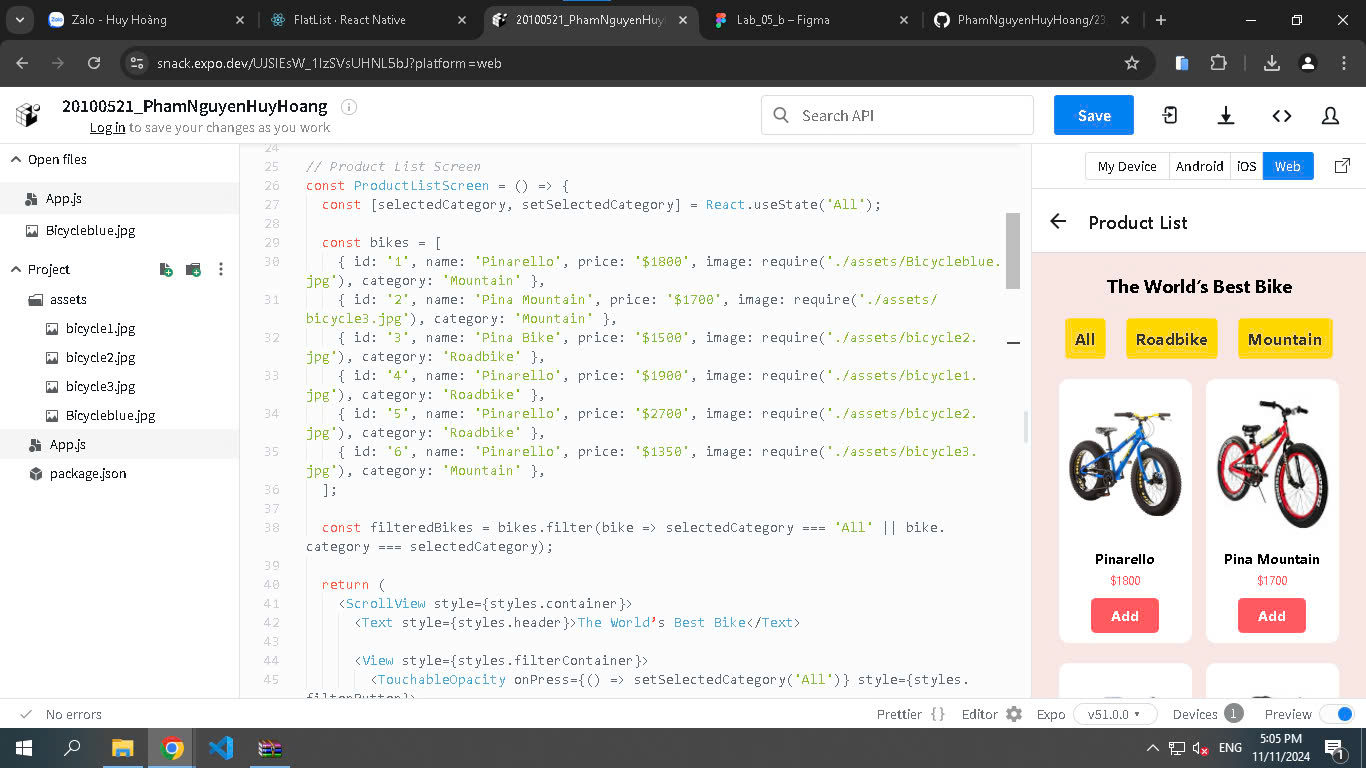 Zalo - Huy Hoàng
FlatList · React Native
20100521_PhamNguyenHuyH
Lab_05_b – Figma
PhamNguyenHuyHoang/23
snack.expo.dev/UJSlEsW_1IzSVsUHNL5bJ?platform=web
20100521_PhamNguyenHuyHoang
Log in to save your changes as you work
Search API
Save
Open files
App.js
Bicycleblue.jpg
Project
assets
bicycle1.jpg
bicycle2.jpg
bicycle3.jpg
Bicycleblue.jpg
App.js
package.json
24
25 // Product List Screen
26 const ProductListScreen = () => {
27 const [selectedCategory, setSelectedCategory] = React.useState('All');
28
29 const bikes = [
30 { id: '1', name: 'Pinarello', price: '$1800', image: require('./assets/Bicycleblue.
jpg'), category: 'Mountain' },
31 { id: '2', name: 'Pina Mountain', price: '$1700', image: require('./assets/
bicycle3.jpg'), category: 'Mountain' },
32 { id: '3', name: 'Pina Bike', price: '$1500', image: require('./assets/bicycle2.
jpg'), category: 'Roadbike' },
33 { id: '4', name: 'Pinarello', price: '$1900', image: require('./assets/bicycle1.
jpg'), category: 'Roadbike' },
34 { id: '5', name: 'Pinarello', price: '$2700', image: require('./assets/bicycle2.
jpg'), category: 'Roadbike' },
35 { id: '6', name: 'Pinarello', price: '$1350', image: require('./assets/bicycle3.
jpg'), category: 'Mountain' },
36 ];
37
38 const filteredBikes = bikes.filter(bike => selectedCategory === 'All' || bike.
category === selectedCategory);
39
40 return (
41 <ScrollView style={styles.container}>
42 <Text style={styles.header}>The World's Best Bike</Text>
43
44 <View style={styles.filterContainer}>
45 <TouchableOpacity onPress={() => setSelectedCategory('All')} style={styles.
filterButton}>
My Device
Android
iOS
Web
Product List
The World's Best Bike
All
Roadbike
Mountain
Pinarello
$1800
Add
Pina Mountain
$1700
Add
No errors
Prettier {}
Editor
Expo
v51.0.0
Devices 1
Preview
ENG
5:05 PM
11/11/2024
1